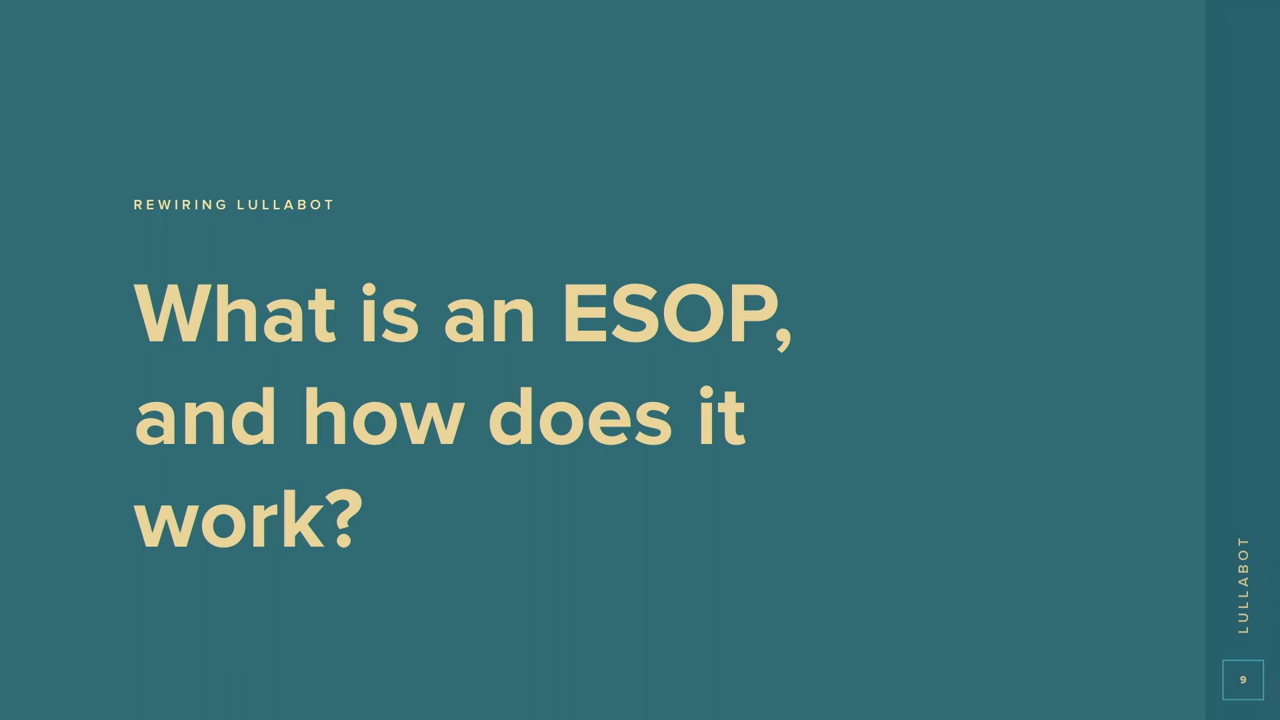 REWIRING LULLABOT
What is an ESOP,
and how does it
work?
LULLABOT
9